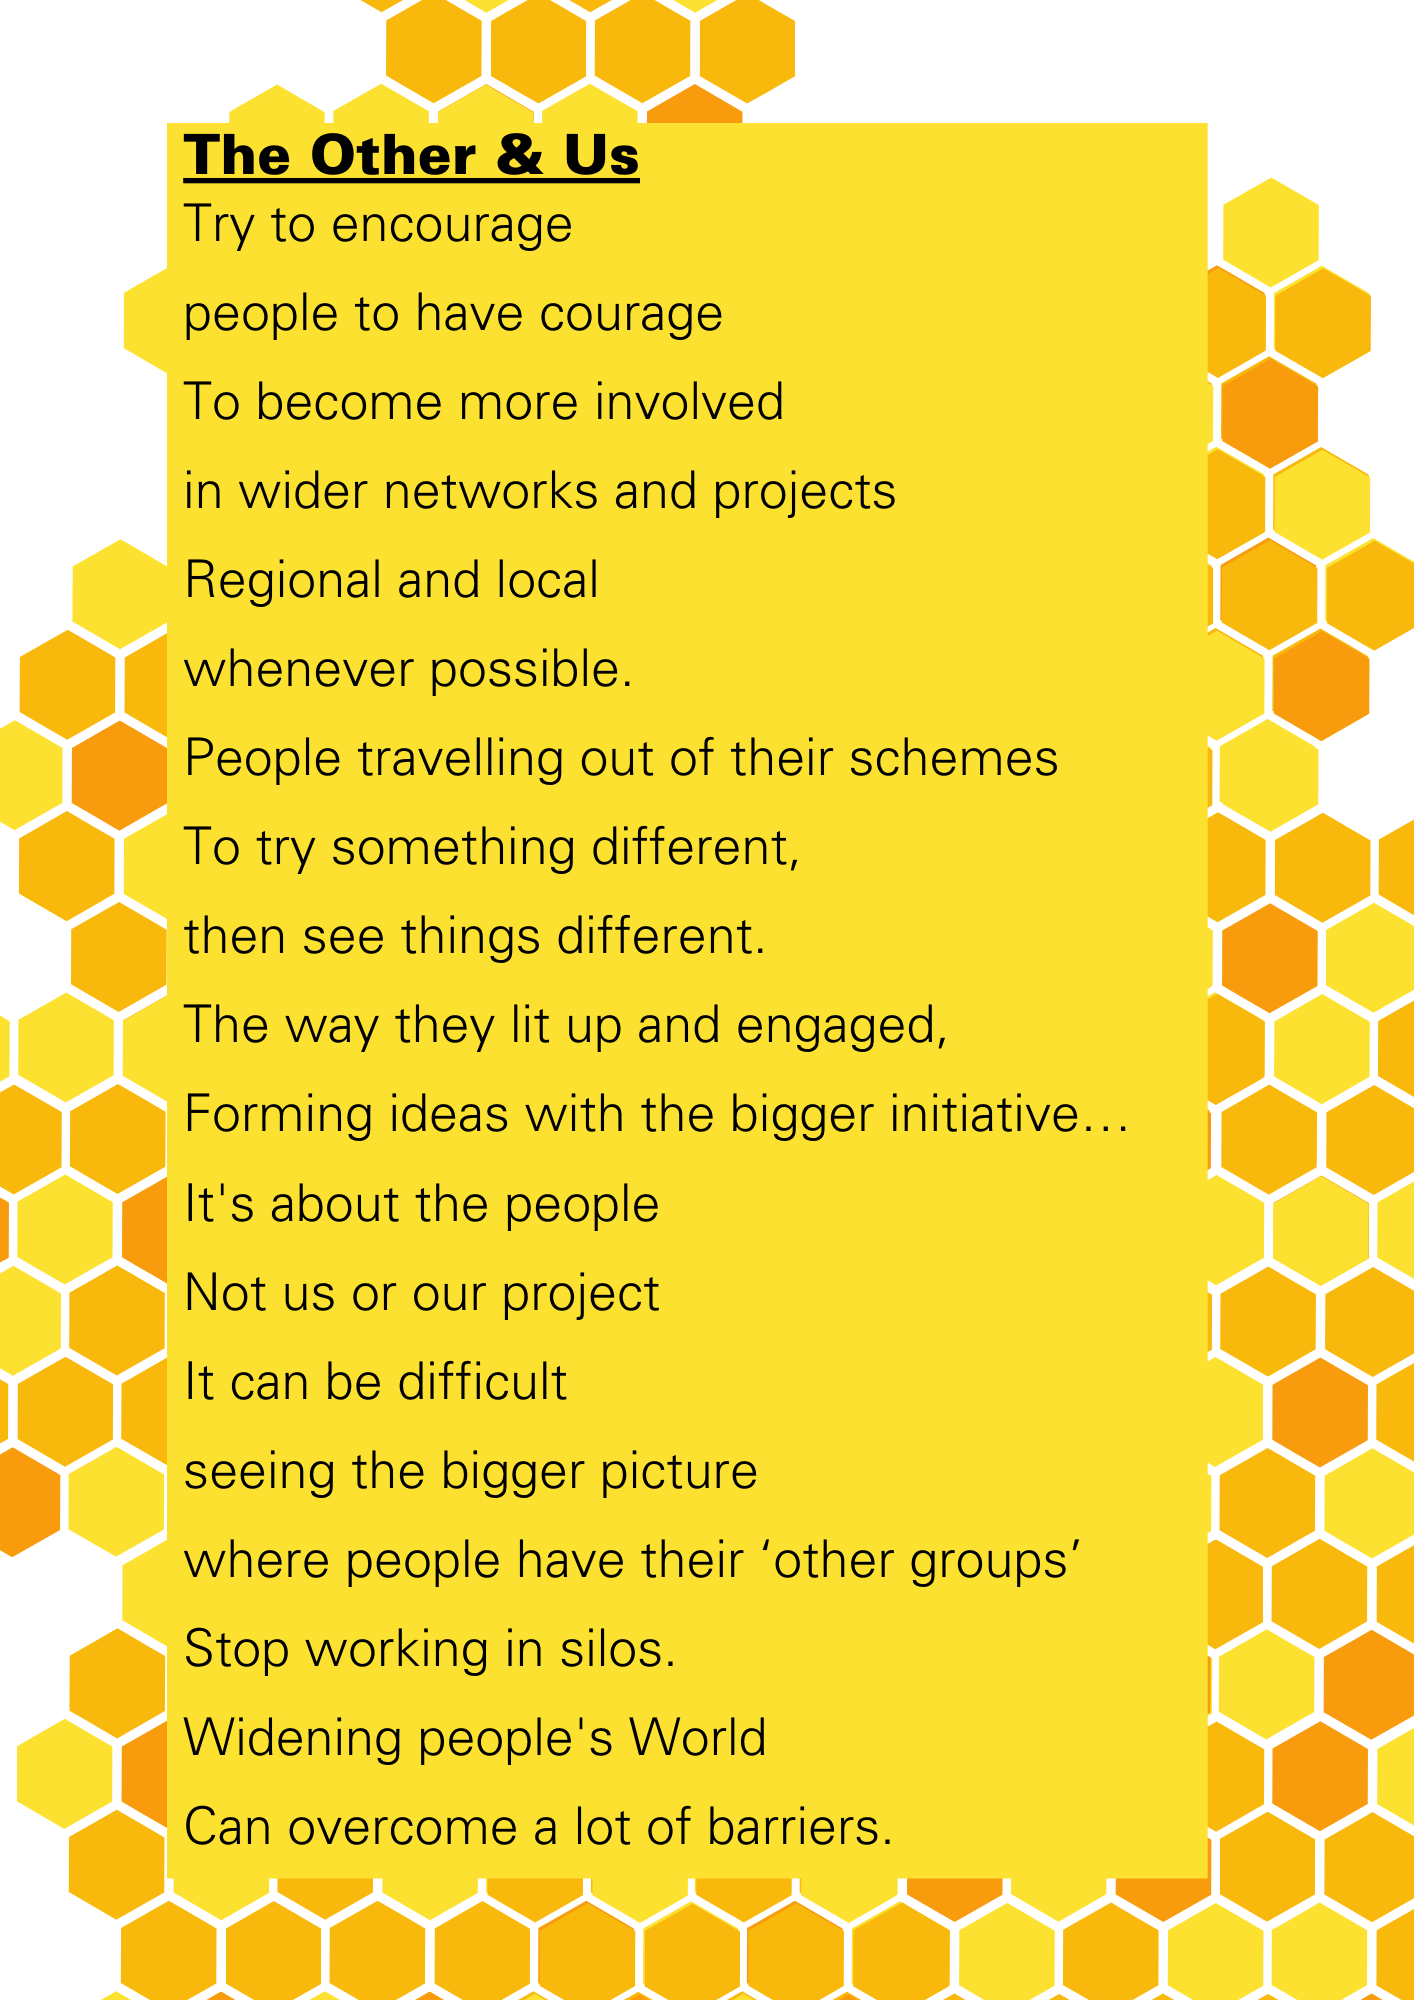 The Other & Us
Try to encourage
people to have courage
To become more involved
in wider networks and projects
Regional and local
whenever possible.
People travelling out of their schemes
To try something different,
then see things different.
The way they lit up and engaged,
Forming ideas with the bigger initiative…
It's about the people
Not us or our project
It can be difficult
seeing the bigger picture
where people have their ‘other groups’
Stop working in silos.
Widening people's World
Can overcome a lot of barriers.